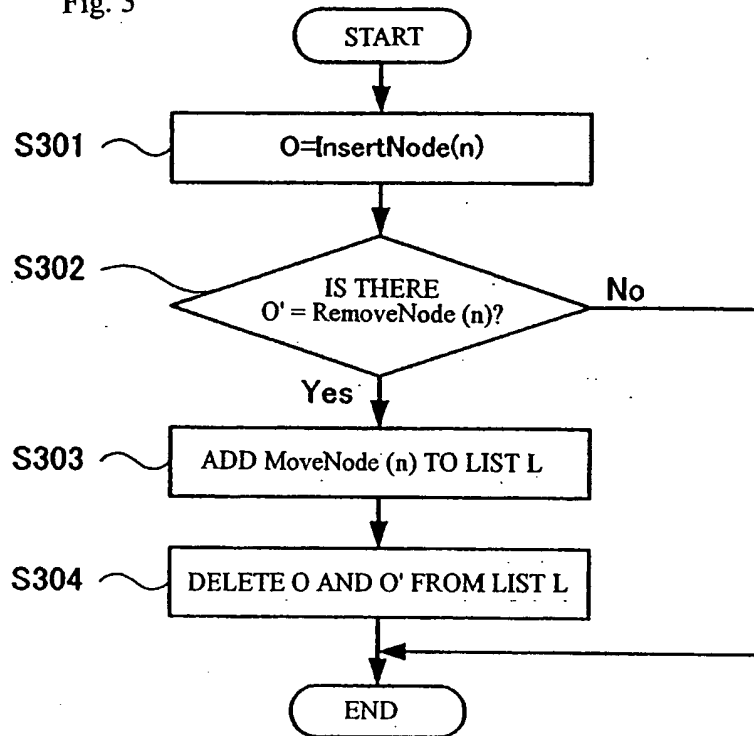 Fig. 3
START
S301
O=InsertNode(n)
S302
IS THERE
O' = RemoveNode (n)?
No
Yes
S303
ADD MoveNode (n) TO LIST L
S304
DELETE O AND O' FROM LIST L
END